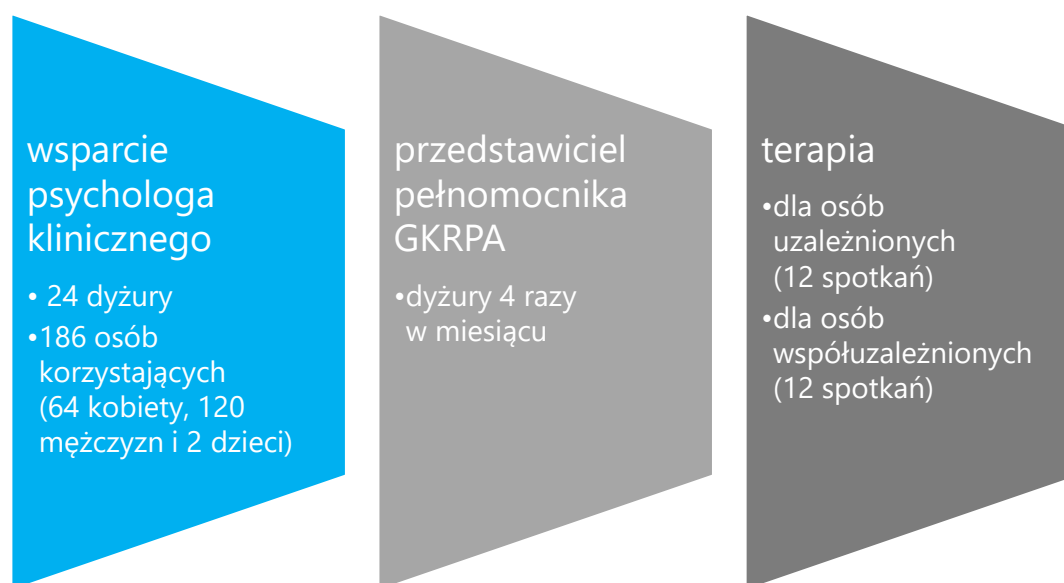 wsparcie
psychologa
klinicznego
• 24 dyżury
•186 osób
korzystających
(64 kobiety, 120
mężczyzn i 2 dzieci)
przedstawiciel
pełnomocnika
GKRPA
•dyżury 4 razy
w miesiącu
terapia
•dla osób
uzależnionych
(12 spotkań)
•dla osób
współuzależnionych
(12 spotkań)